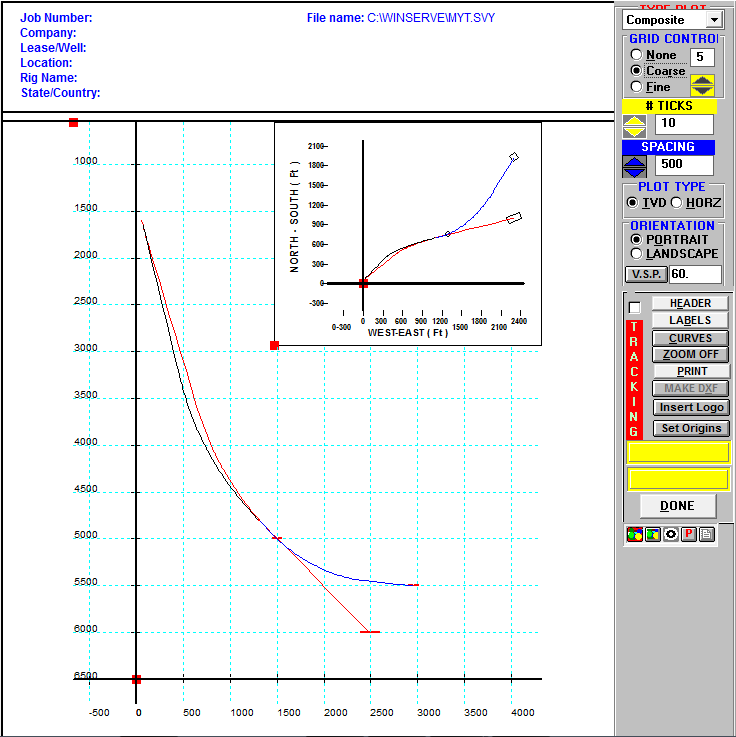 Job Number:
File name: C:\WINSERVE\MYT.SVY
Company:
Lease/Well:
Location:
Rig Name:
State/Country:
1000
1500
2000
2500
3000
3500
4000
4500
5000
5500
6000
6500
-500 0 500 1000 1500 2000 2500 3000 3500 4000
NORTH - SOUTH ( Ft )
2100-
1800-
1500-
1200-
900-
600-
300-
0-
-300-
0-500 0 300 600 900 1200 1500 1800 2100 2400
WEST-EAST ( Ft )
TYPE PLOT
Composite
GRID CONTROL
None
5
Coarse
Fine
# TICKS
10
SPACING
500
PLOT TYPE
TVD HORZ
ORIENTATION
PORTRAIT
LANDSCAPE
V.S.P. 60.
TRACKING
HEADER
LABELS
CURVES
ZOOM OFF
PRINT
MAKE DXF
Insert Logo
Set Origins
DONE
P